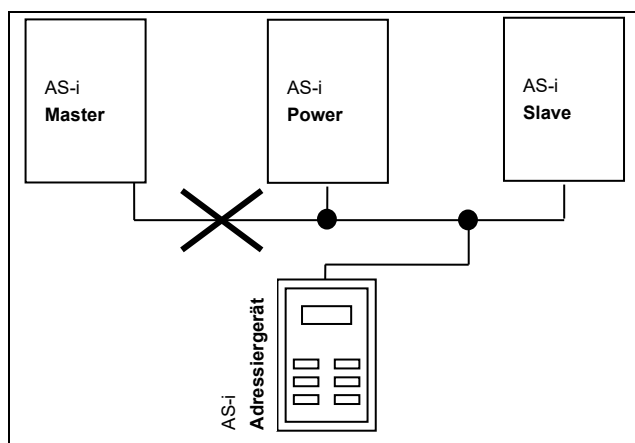 AS-i
Master
AS-i
Power
AS-i
Slave
AS-i
Adressiergerät